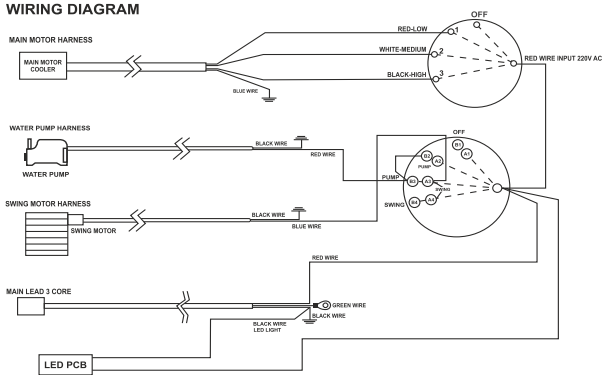 WIRING DIAGRAM
OFF
MAIN MOTOR HARNESS
RED-LOW
1
MAIN MOTOR
COOLER
WHITE-MEDIUM
2
RED WIRE INPUT 220V AC
BLACK-HIGH
3
BLUE WIRE
WATER PUMP HARNESS
OFF
BLACK WIRE
B1
A1
RED WIRE
B2
A2
PUMP
WATER PUMP
PUMP
B3
A3
SWING
SWING MOTOR HARNESS
SWING
B4
A4
BLACK WIRE
SWING MOTOR
BLUE WIRE
RED WIRE
MAIN LEAD 3 CORE
GREEN WIRE
BLACK WIRE
BLACK WIRE
LED LIGHT
LED PCB